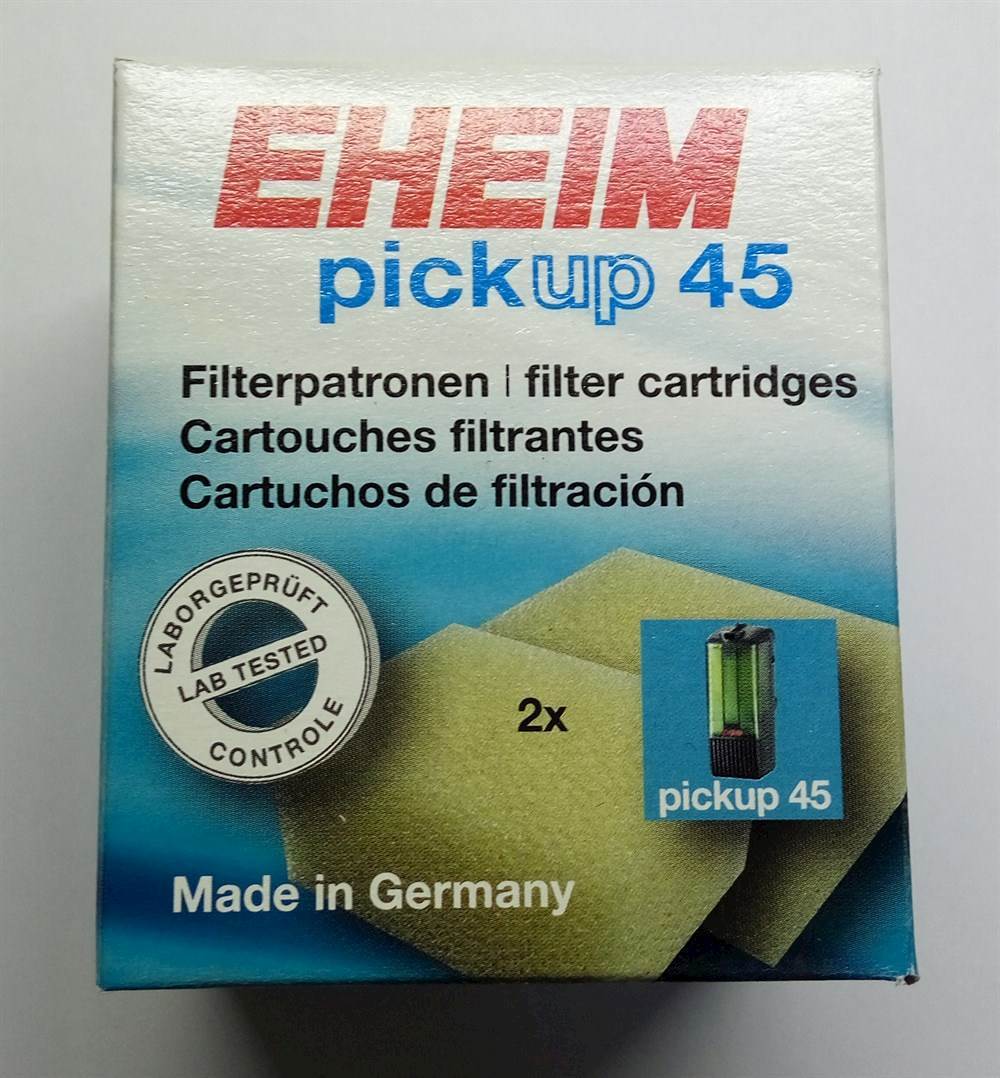 EHEIM
pickup 45
Filterpatronen | filter cartridges
Cartouches filtrantes
Cartuchos de filtración
LABORGEPRÜFT
LAB TESTED
CONTROLE
2x
pickup 45
Made in Germany